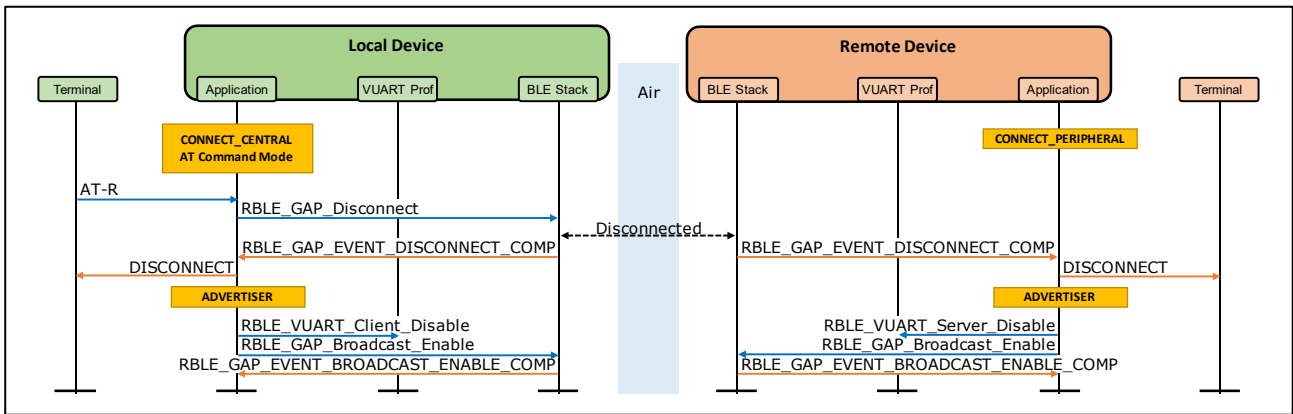 Local Device
Remote Device
Terminal
Application
VUART Prof
BLE Stack
Air
BLE Stack
VUART Prof
Application
Terminal
CONNECT_CENTRAL
AT Command Mode
CONNECT_PERIPHERAL
AT-R
RBLE_GAP_Disconnect
Disconnected
RBLE_GAP_EVENT_DISCONNECT_COMP
RBLE_GAP_EVENT_DISCONNECT_COMP
DISCONNECT
DISCONNECT
ADVERTISER
ADVERTISER
RBLE_VUART_Client_Disable
RBLE_VUART_Server_Disable
RBLE_GAP_Broadcast_Enable
RBLE_GAP_Broadcast_Enable
RBLE_GAP_EVENT_BROADCAST_ENABLE_COMP
RBLE_GAP_EVENT_BROADCAST_ENABLE_COMP